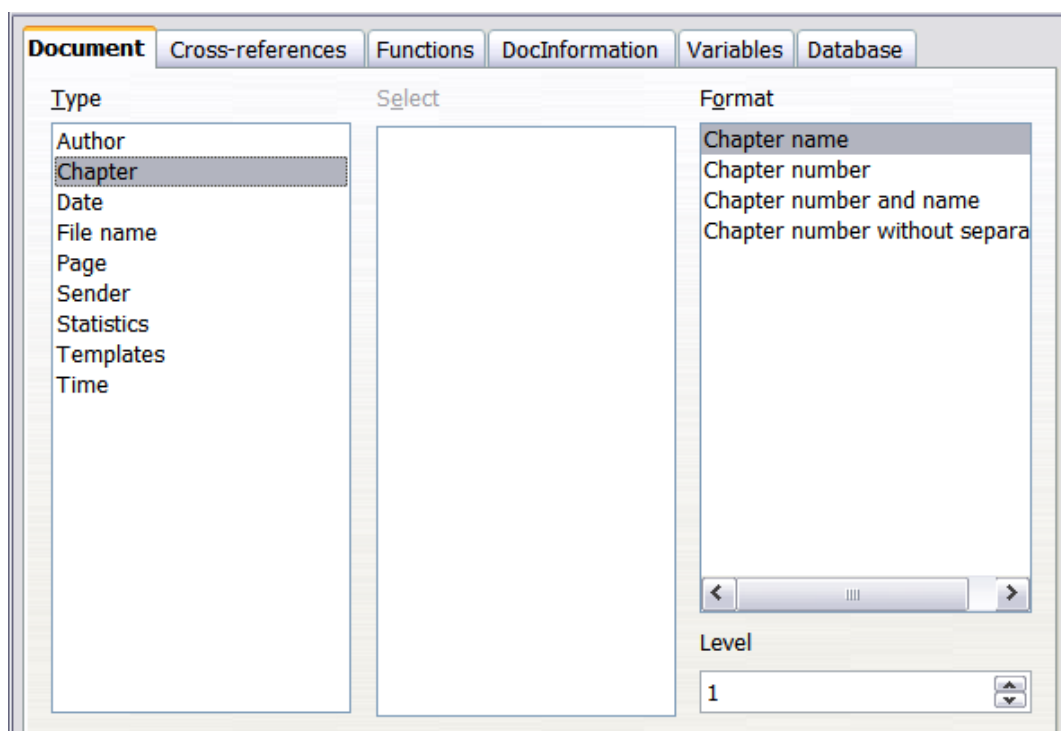 Document Cross-references Functions DocInformation Variables Database
Type
Author
Chapter
Date
File name
Page
Sender
Statistics
Templates
Time
Select
Format
Chapter name
Chapter number
Chapter number and name
Chapter number without separa
Level
1